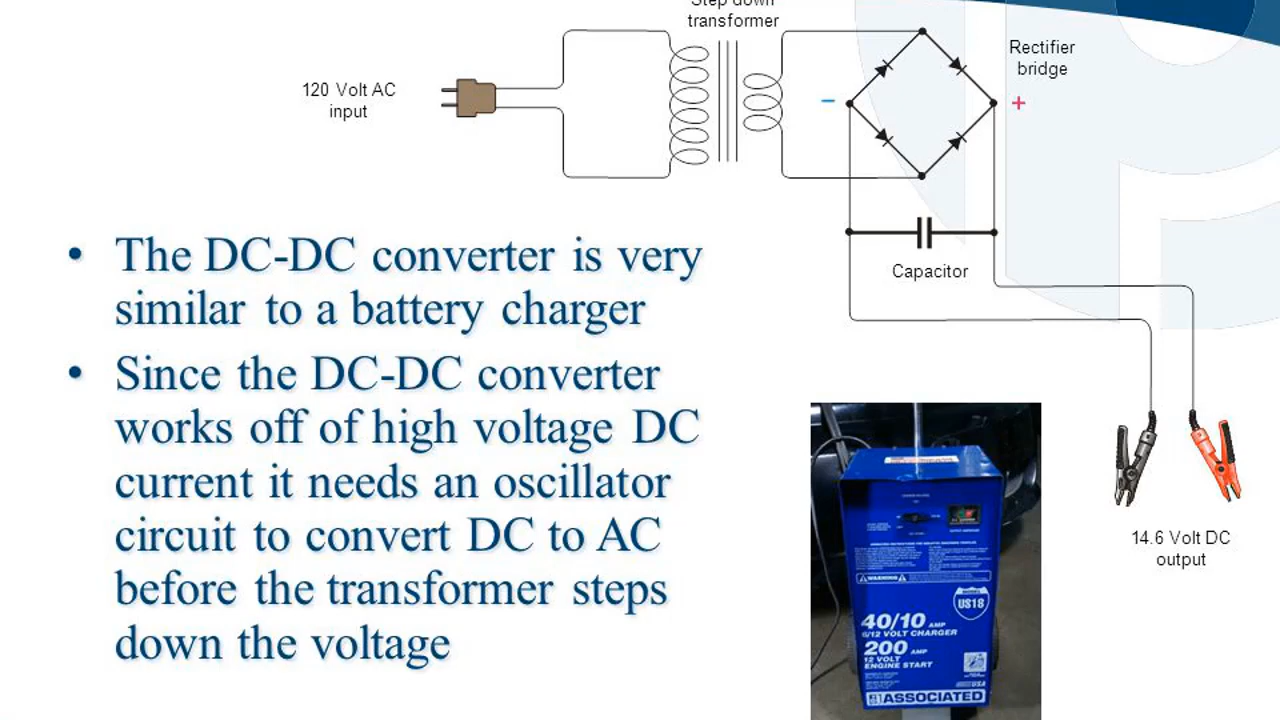 Step down
transformer
120 Volt AC
input
Rectifier
bridge
−
+
Capacitor
• The DC-DC converter is very
similar to a battery charger
• Since the DC-DC converter
works off of high voltage DC
current it needs an oscillator
circuit to convert DC to AC
before the transformer steps
down the voltage
14.6 Volt DC
output
WARNING
US18
40/10 AMP
6/12 VOLT CHARGER
200 AMP
12 VOLT
ENGINE START
USA
ASSOCIATED